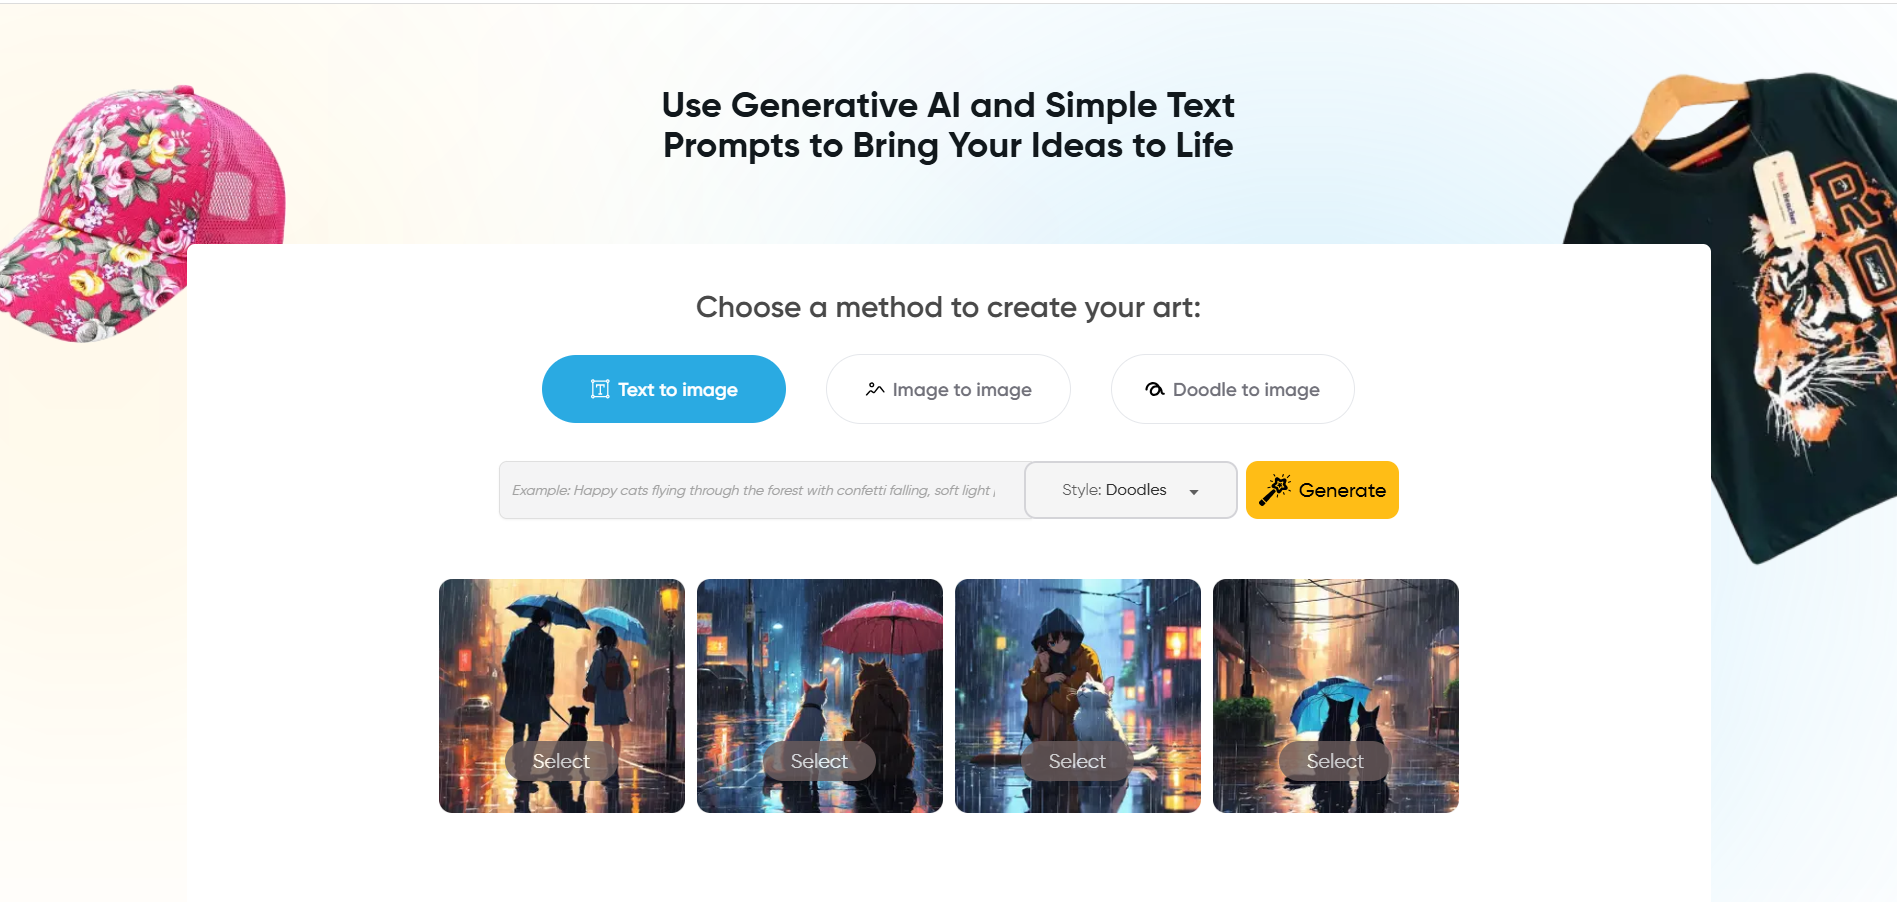 Use Generative AI and Simple Text
Prompts to Bring Your Ideas to Life
Choose a method to create your art:
Text to image
Image to image
Doodle to image
Example: Happy cats flying through the forest with confetti falling, soft light
Style: Doodles
Generate
Select
Select
Select
Select
Back Bencher
R
O